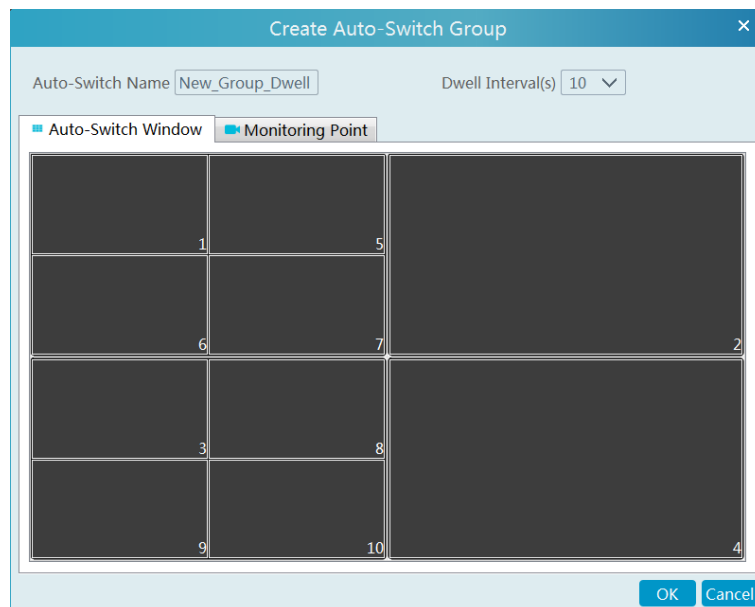 Create Auto-Switch Group
Auto-Switch Name New_Group_Dwell Dwell Interval(s) 10
Auto-Switch Window Monitoring Point
1 5
2
6 7
3 8
4
9 10
OK Cancel